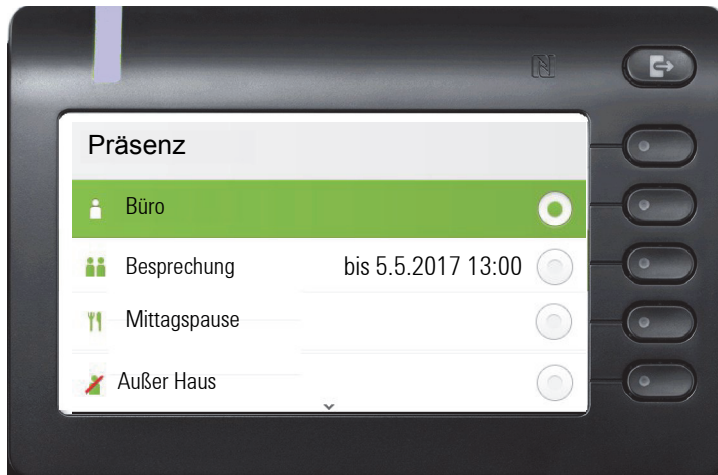 Präsenz
Büro
Besprechung bis 5.5.2017 13:00
Mittagspause
Außer Haus